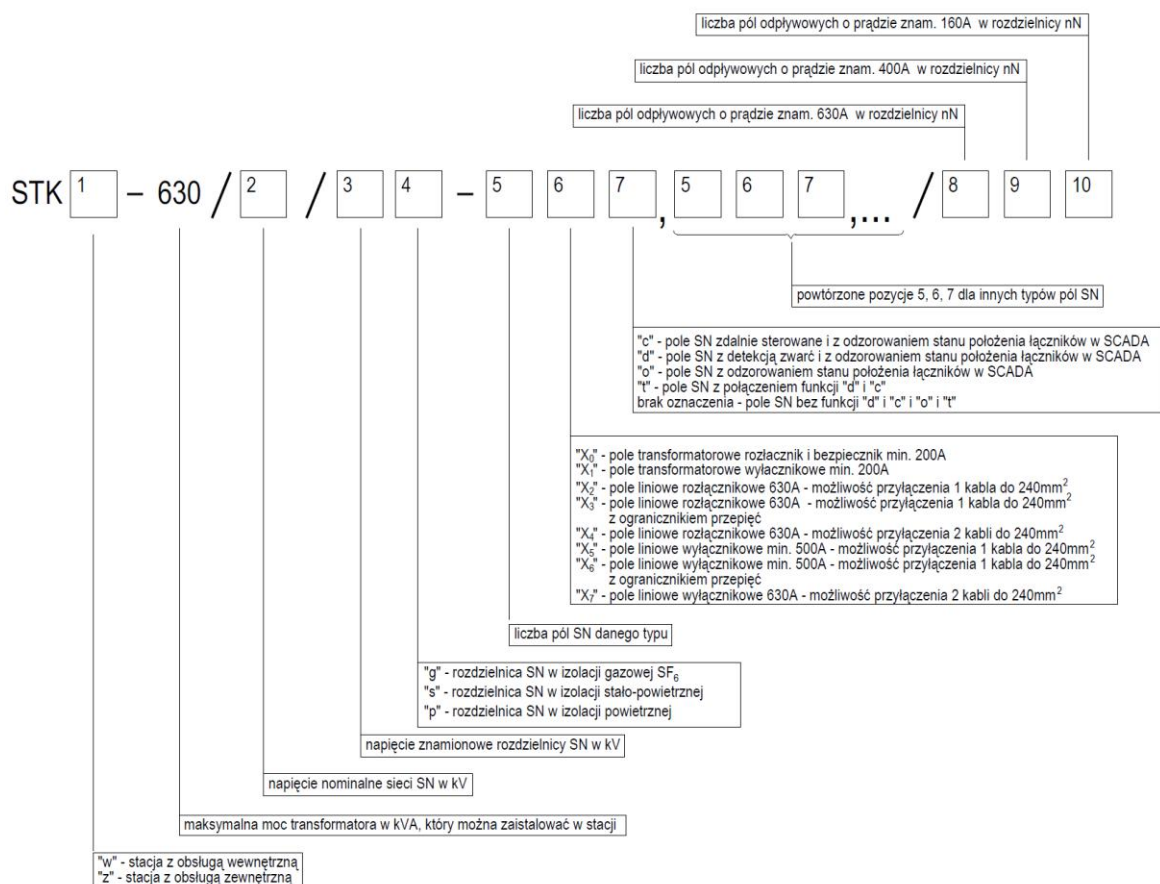 liczba pól odpływowych o prądzie znam. 160A w rozdzielnicy nN
liczba pól odpływowych o prądzie znam. 400A w rozdzielnicy nN
liczba pól odpływowych o prądzie znam. 630A w rozdzielnicy nN
STK 1 – 630 / 2 / 3 4 – 5 6 7 , 5 6 7 ,... / 8 9 10
powtórzone pozycje 5, 6, 7 dla innych typów pól SN
"c" - pole SN zdalnie sterowane i z odzorowaniem stanu położenia łączników w SCADA
"d" - pole SN z detekcją zwarć i z odzorowaniem stanu położenia łączników w SCADA
"o" - pole SN z odzorowaniem stanu położenia łączników w SCADA
"t" - pole SN z połączeniem funkcji "d" i "c"
brak oznaczenia - pole SN bez funkcji "d" i "c" i "o" i "t"
"X₀" - pole transformatorowe rozłacznik i bezpiecznik min. 200A
"X₁" - pole transformatorowe wyłacznikowe min. 200A
"X₂" - pole liniowe rozłącznikowe 630A - możliwość przyłączenia 1 kabla do 240mm²
"X₃" - pole liniowe rozłącznikowe 630A - możliwość przyłączenia 1 kabla do 240mm²
z ogranicznikiem przepięć
"X₄" - pole liniowe rozłącznikowe 630A - możliwość przyłączenia 2 kabli do 240mm²
"X₅" - pole liniowe wyłącznikowe min. 500A - możliwość przyłączenia 1 kabla do 240mm²
"X₆" - pole liniowe wyłącznikowe min. 500A - możliwość przyłączenia 1 kabla do 240mm²
z ogranicznikiem przepięć
"X₇" - pole liniowe wyłącznikowe 630A - możliwość przyłączenia 2 kabli do 240mm²
liczba pól SN danego typu
"g" - rozdzielnica SN w izolacji gazowej SF₆
"s" - rozdzielnica SN w izolacji stało-powietrznej
"p" - rozdzielnica SN w izolacji powietrznej
napięcie znamionowe rozdzielnicy SN w kV
napięcie nominalne sieci SN w kV
maksymalna moc transformatora w kVA, który można zaistalować w stacji
"w" - stacja z obsługą wewnętrzną
"z" - stacja z obsługą zewnętrzną